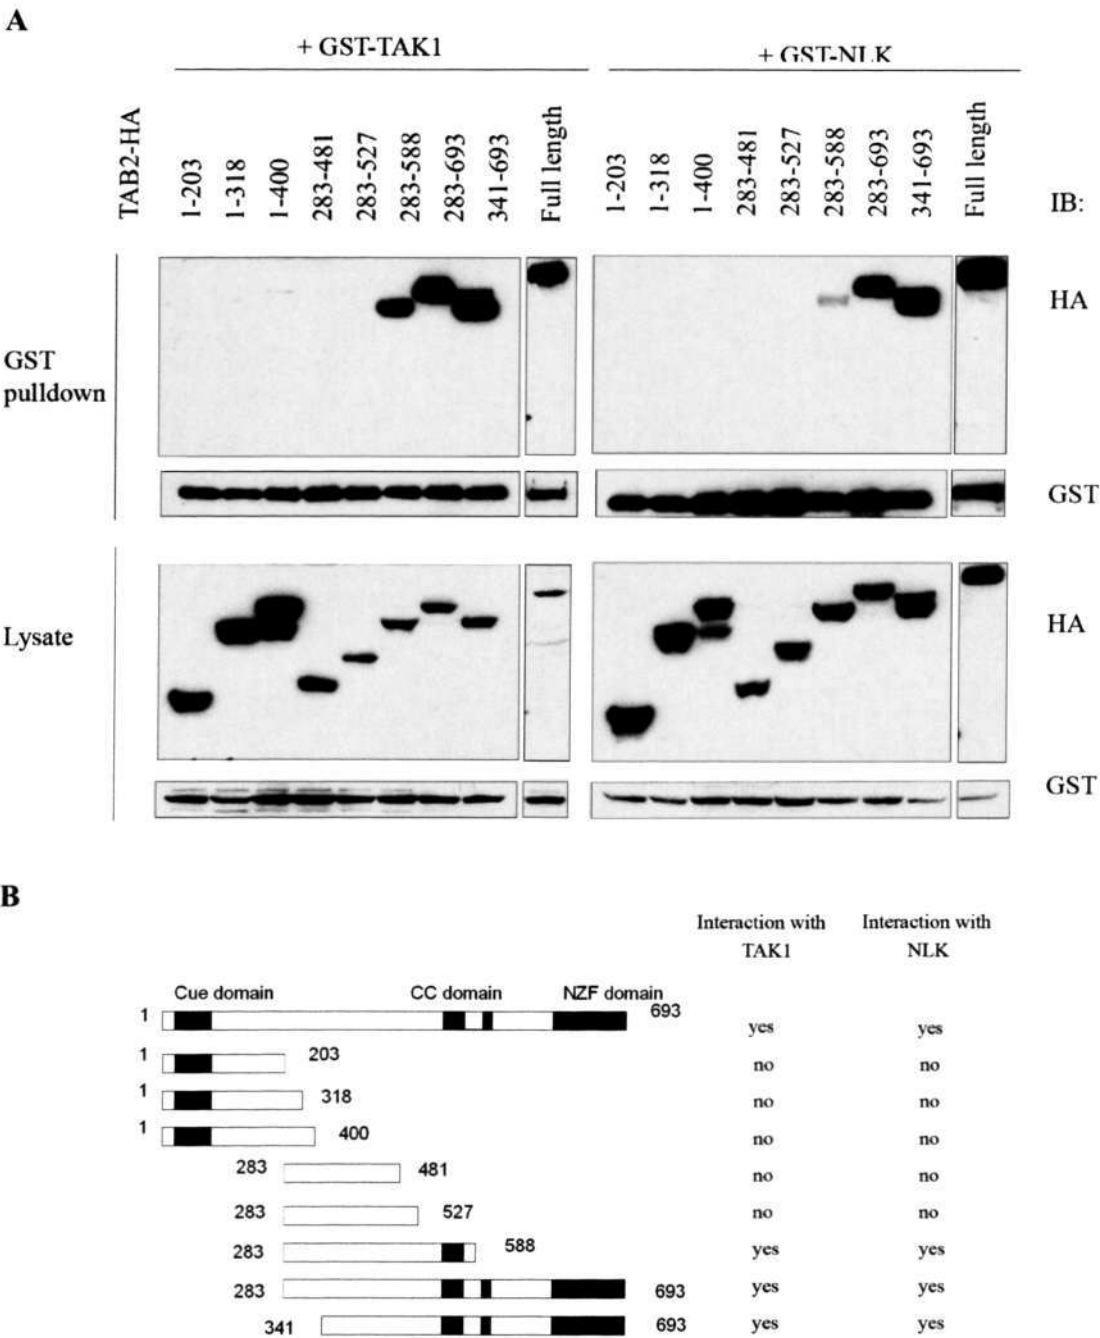 A
+ GST-TAK1
+ GST-NLK
TAB2-HA
1-203
1-318
1-400
283-481
283-527
283-588
283-693
341-693
Full length
1-203
1-318
1-400
283-481
283-527
283-588
283-693
341-693
Full length
IB:
GST
pulldown
HA
GST
Lysate
HA
GST
B
Interaction with
TAK1
Interaction with
NLK
Cue domain CC domain NZF domain
1 693 yes yes
1 203 no no
1 318 no no
1 400 no no
283 481 no no
283 527 no no
283 588 yes yes
283 693 yes yes
341 693 yes yes